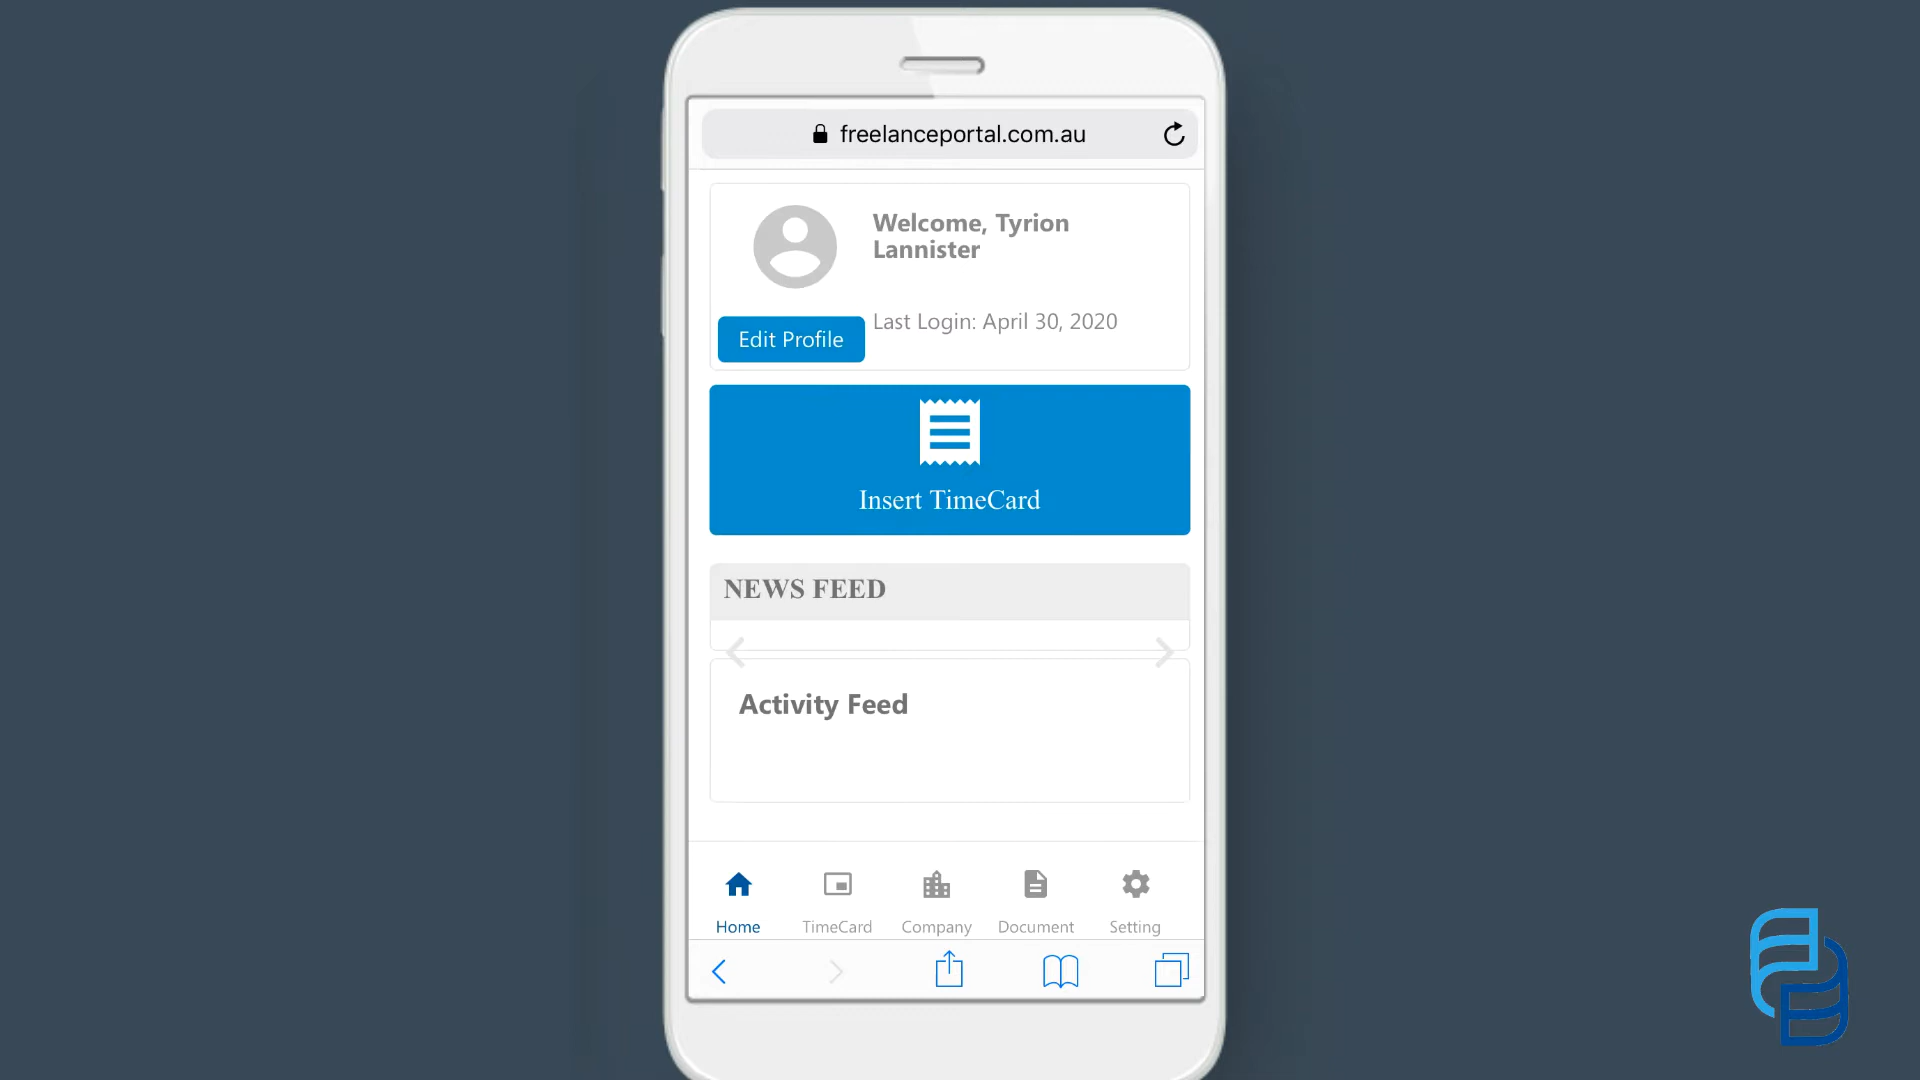 freelanceportal.com.au
Welcome, Tyrion
Lannister
Last Login: April 30, 2020
Edit Profile
Insert TimeCard
NEWS FEED
Activity Feed
Home TimeCard Company Document Setting